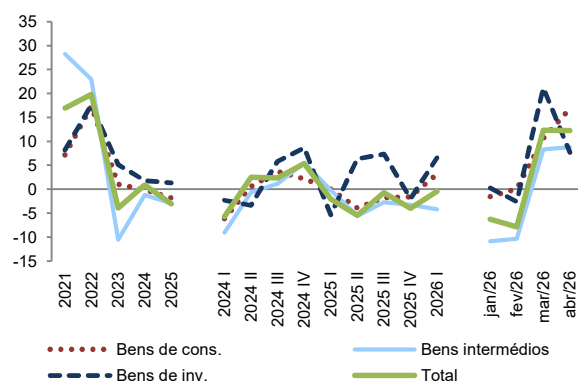 35
30
25
20
15
10
5
0
-5
-10
-15
2021
2022
2023
2024
2025
2024 I
2024 II
2024 III
2024 IV
2025 I
2025 II
2025 III
2025 IV
2026 I
jan/26
fev/26
mar/26
abr/26
Bens de cons.
Bens intermédios
Bens de inv.
Total